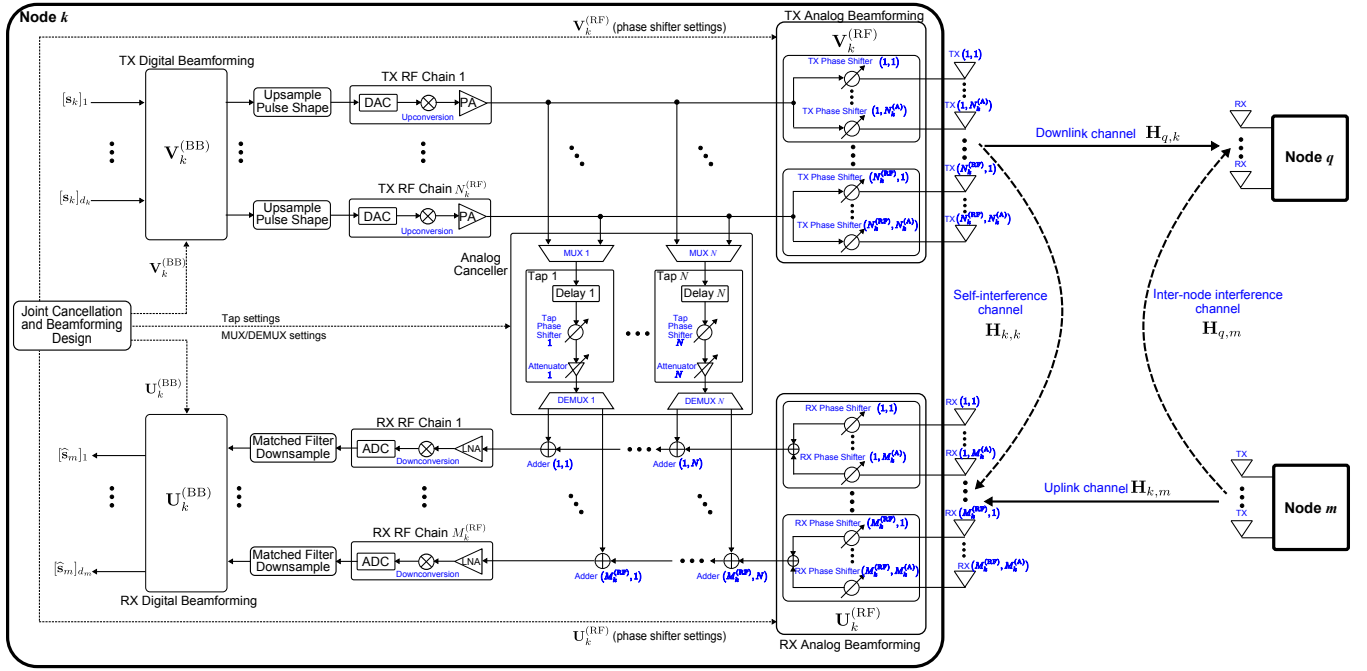 Node k
V_k^(RF) (phase shifter settings)
TX Analog Beamforming
V_k^(RF)
TX Digital Beamforming
[s_k]_1
[s_k]_{d_k}
V_k^(BB)
Upsample
Pulse Shape
TX RF Chain 1
DAC
PA
Upconversion
Upsample
Pulse Shape
TX RF Chain N_k^(RF)
DAC
PA
Upconversion
TX Phase Shifter (1,1)
TX Phase Shifter (1,N_k^(A))
TX Phase Shifter (N_k^(RF),1)
TX Phase Shifter (N_k^(RF),N_k^(A))
TX (1,1)
TX (1,N_k^(A))
TX (N_k^(RF),1)
TX (N_k^(RF),N_k^(A))
Downlink channel H_{q,k}
RX
RX
Node q
V_k^(BB)
Analog
Canceller
MUX 1
MUX N
Tap 1
Delay 1
Tap
Phase
Shifter
1
Attenuator
1
Tap N
Delay N
Tap
Phase
Shifter
N
Attenuator
N
DEMUX 1
DEMUX N
Joint Cancellation
and Beamforming
Design
Tap settings
MUX/DEMUX settings
Self-interference
channel
H_{k,k}
Inter-node interference
channel
H_{q,m}
U_k^(BB)
[ŝ_m]_1
[ŝ_m]_{d_m}
U_k^(BB)
RX Digital Beamforming
Matched Filter
Downsample
RX RF Chain 1
ADC
LNA
Downconversion
Adder (1,1)
Adder (1,N)
Matched Filter
Downsample
RX RF Chain M_k^(RF)
ADC
LNA
Downconversion
Adder (M_k^(RF),1)
Adder (M_k^(RF),N)
RX Phase Shifter (1,1)
RX Phase Shifter (1,M_k^(A))
RX Phase Shifter (M_k^(RF),1)
RX Phase Shifter (M_k^(RF),M_k^(A))
RX (1,1)
RX (1,M_k^(A))
RX (M_k^(RF),1)
RX (M_k^(RF),M_k^(A))
Uplink channel H_{k,m}
TX
TX
Node m
U_k^(RF)
U_k^(RF) (phase shifter settings)
RX Analog Beamforming